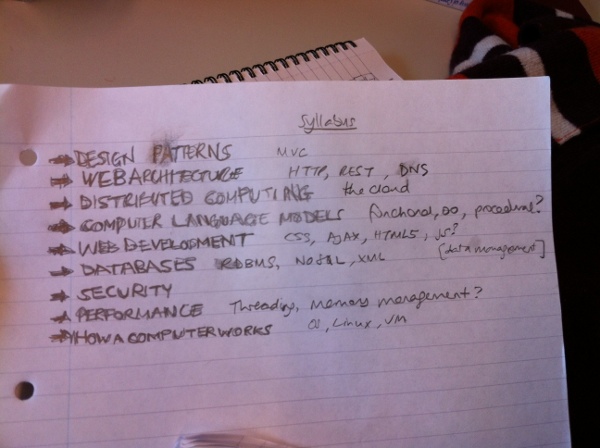 Syllabus
→ DESIGN PATTERNS MVC
→ WEB ARCHITECTURE HTTP, REST, DNS
→ DISTRIBUTED COMPUTING the cloud
→ COMPUTER LANGUAGE MODELS functional, OO, procedural?
→ WEB DEVELOPMENT CSS, AJAX, HTML5, JS?
→ DATABASES RDBMS, NoSQL, XML [data management]
→ SECURITY
→ PERFORMANCE Threading, memory management?
→ HOW A COMPUTER WORKS OS, Linux, VM